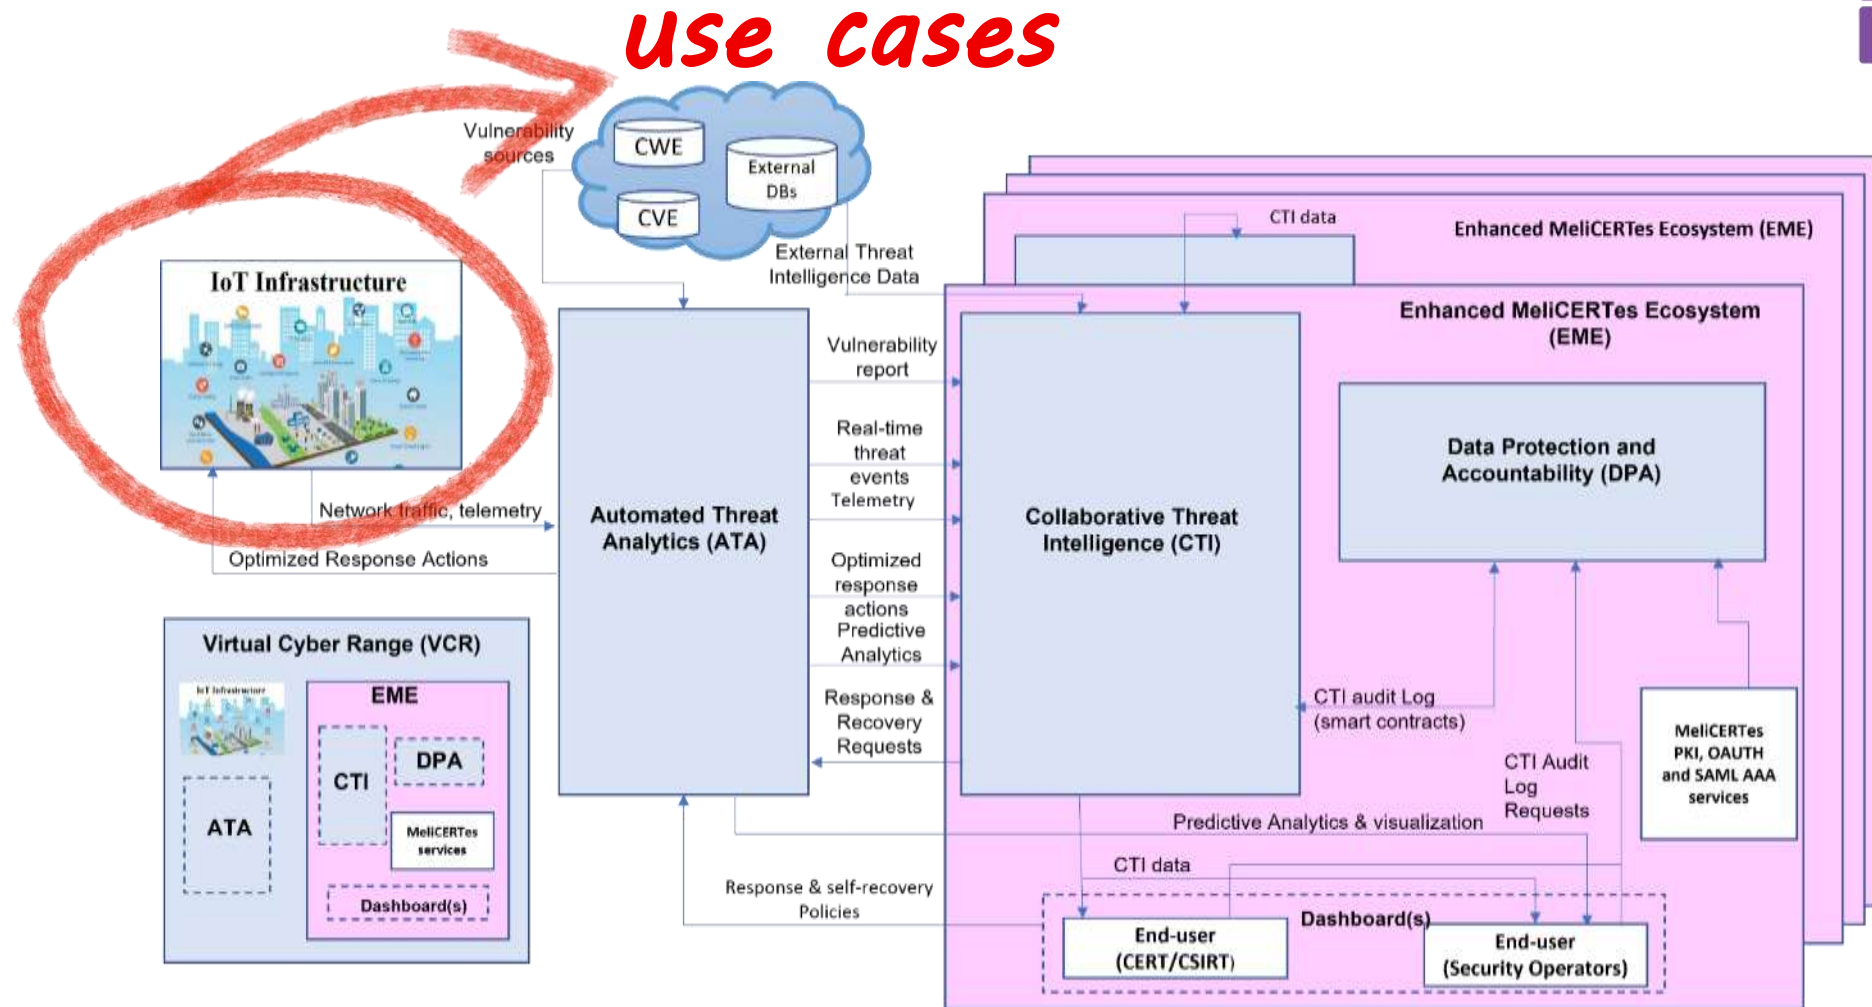 use cases
Vulnerability
sources
CWE
External
DBs
CVE
External Threat
Intelligence Data
CTI data
Enhanced MeliCERTes Ecosystem (EME)
IoT Infrastructure
Enhanced MeliCERTes Ecosystem
(EME)
Vulnerability
report
Real-time
threat
events
Telemetry
Data Protection and
Accountability (DPA)
Network traffic, telemetry
Optimized Response Actions
Automated Threat
Analytics (ATA)
Collaborative Threat
Intelligence (CTI)
Optimized
response
actions
Predictive
Analytics
Response &
Recovery
Requests
Virtual Cyber Range (VCR)
IoT Infrastructure
EME
CTI
DPA
ATA
MeliCERTes
services
Dashboard(s)
CTI audit Log
(smart contracts)
MeliCERTes
PKI, OAUTH
and SAML AAA
services
CTI Audit
Log
Requests
Predictive Analytics & visualization
CTI data
Response & self-recovery
Policies
Dashboard(s)
End-user
(CERT/CSIRT)
End-user
(Security Operators)